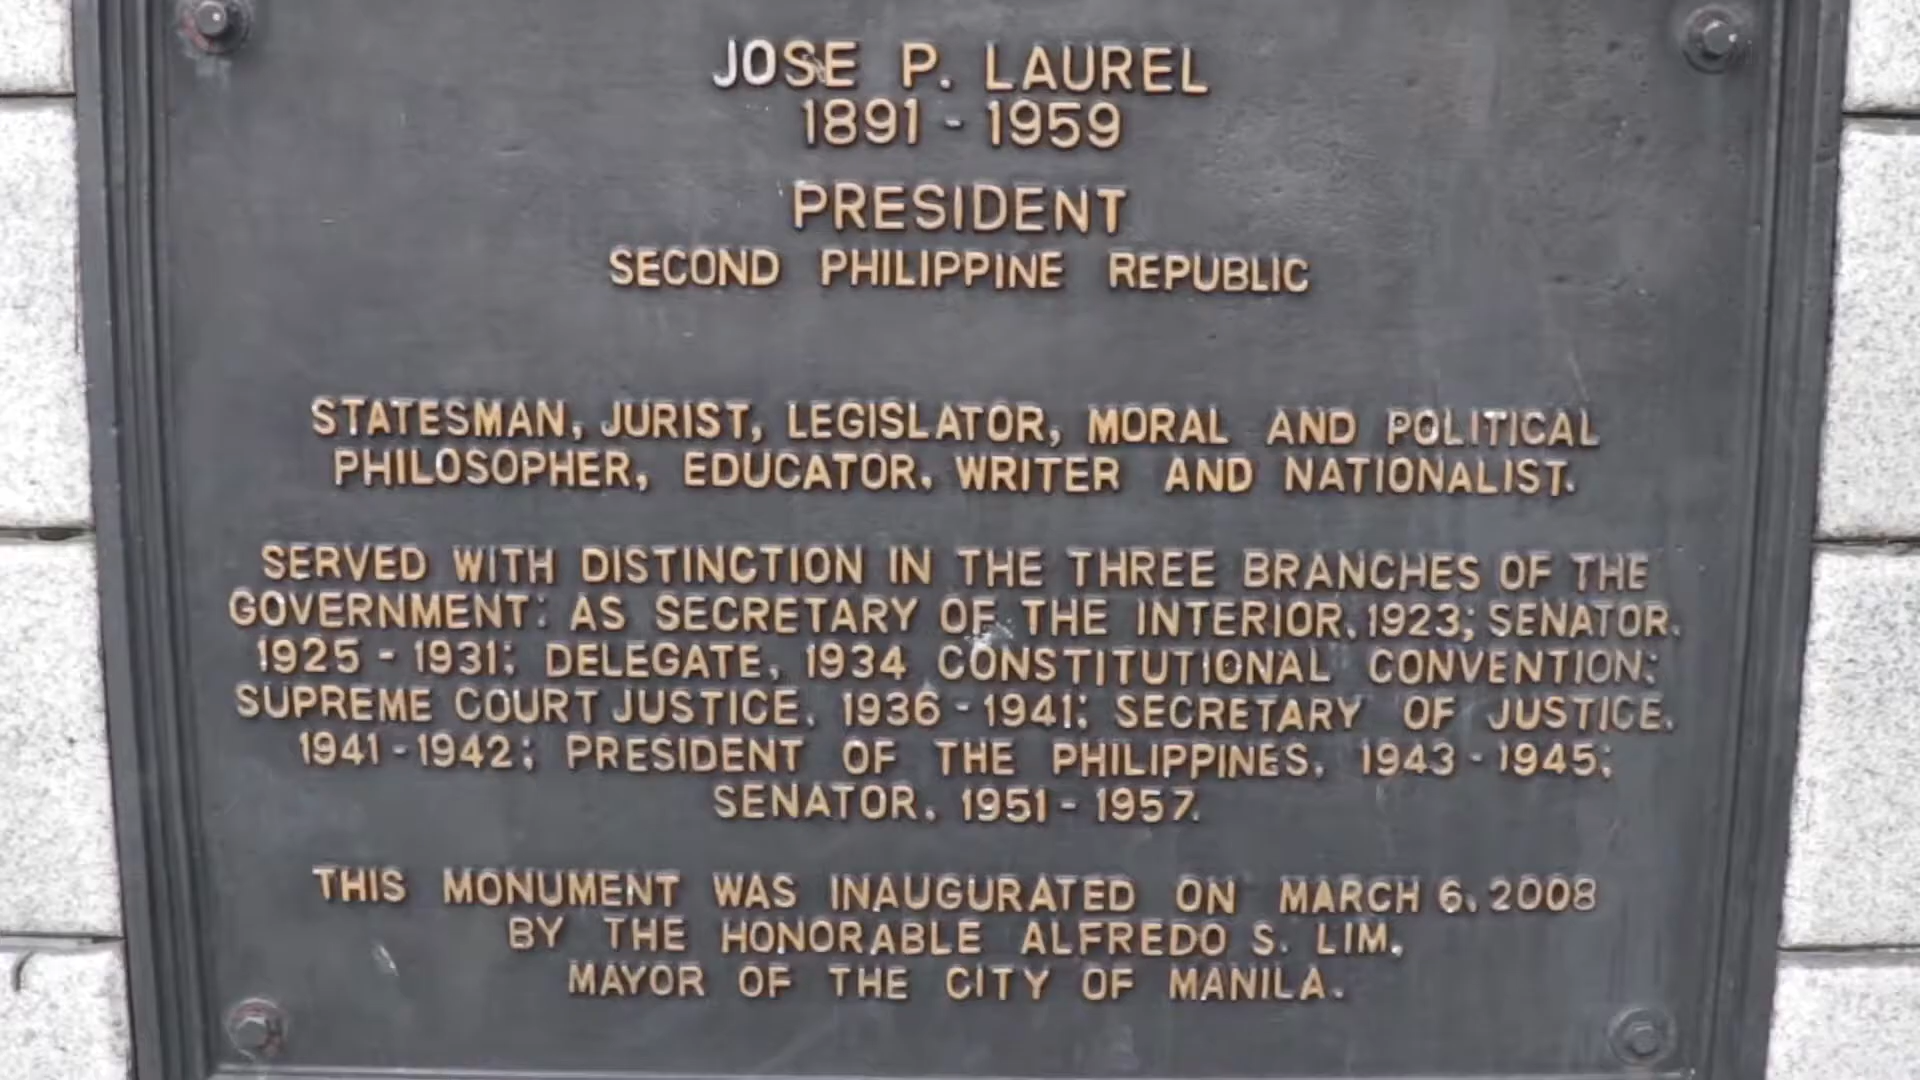 JOSE P. LAUREL
1891 - 1959
PRESIDENT
SECOND PHILIPPINE REPUBLIC
STATESMAN, JURIST, LEGISLATOR, MORAL AND POLITICAL
PHILOSOPHER, EDUCATOR, WRITER AND NATIONALIST.
SERVED WITH DISTINCTION IN THE THREE BRANCHES OF THE
GOVERNMENT: AS SECRETARY OF THE INTERIOR, 1923; SENATOR,
1925 - 1931; DELEGATE, 1934 CONSTITUTIONAL CONVENTION;
SUPREME COURT JUSTICE, 1936 - 1941; SECRETARY OF JUSTICE,
1941 - 1942; PRESIDENT OF THE PHILIPPINES, 1943 - 1945;
SENATOR, 1951 - 1957.
THIS MONUMENT WAS INAUGURATED ON MARCH 6, 2008
BY THE HONORABLE ALFREDO S. LIM,
MAYOR OF THE CITY OF MANILA.